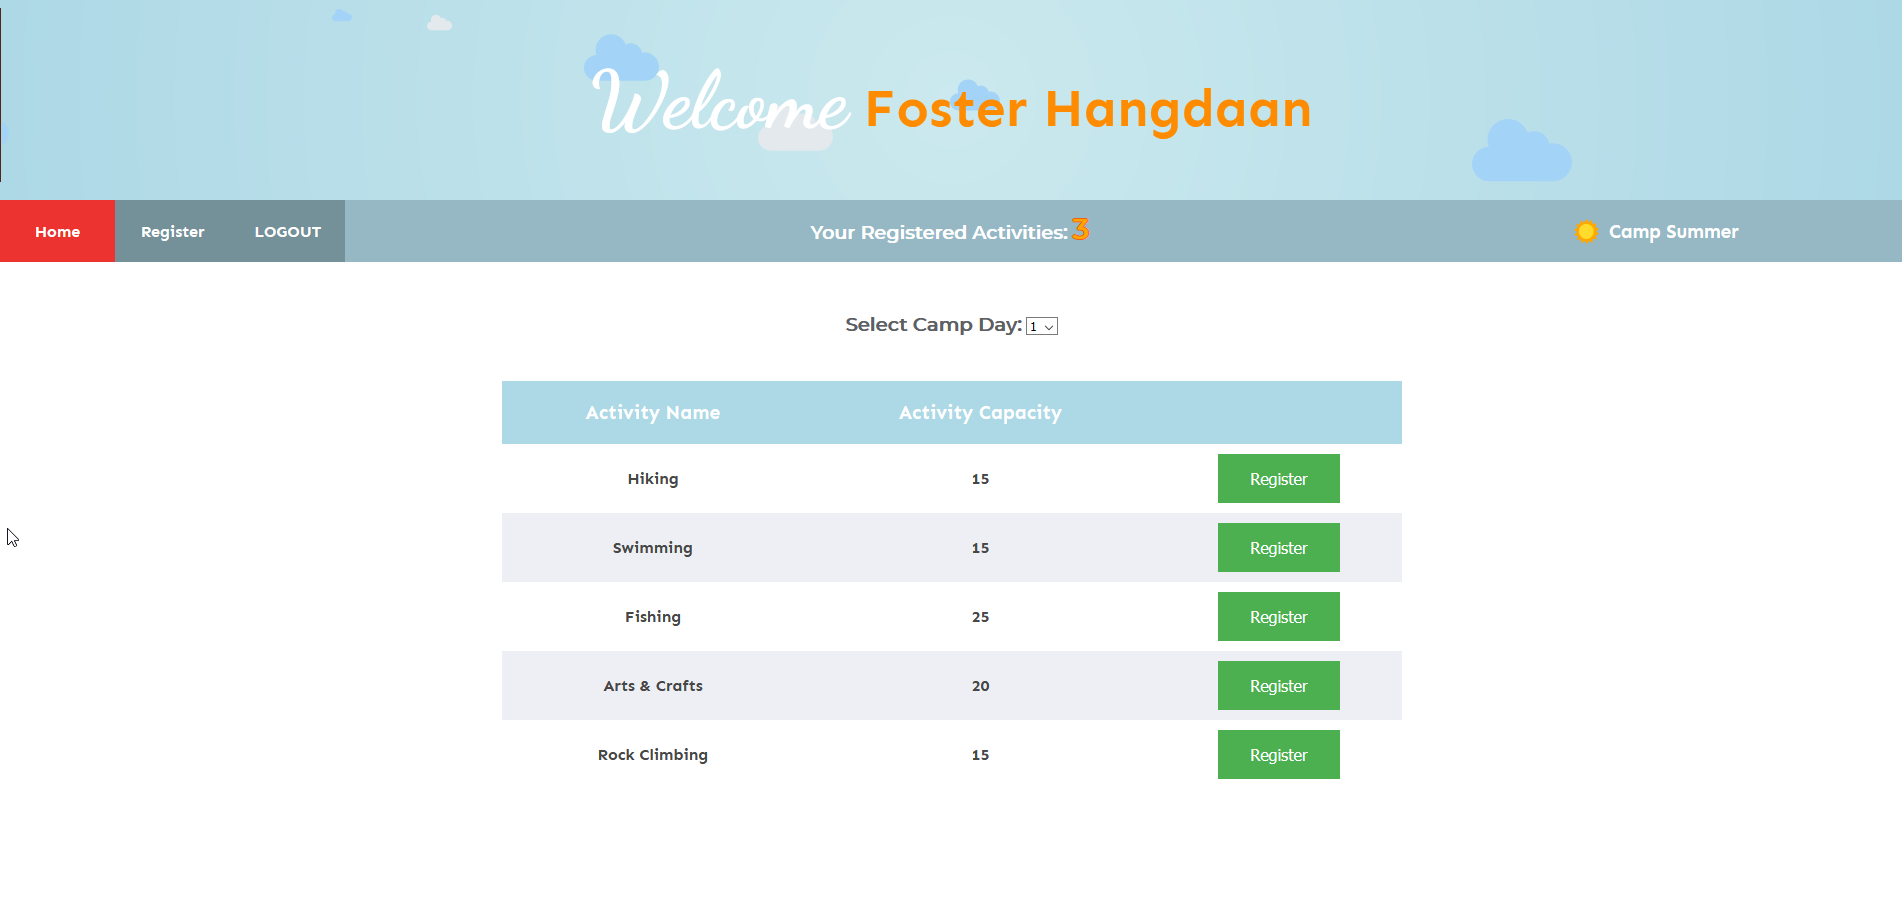 Welcome Foster Hangdaan
Home Register LOGOUT Your Registered Activities: 3 Camp Summer
Select Camp Day: 1
Activity Name Activity Capacity
Hiking 15 Register
Swimming 15 Register
Fishing 25 Register
Arts & Crafts 20 Register
Rock Climbing 15 Register